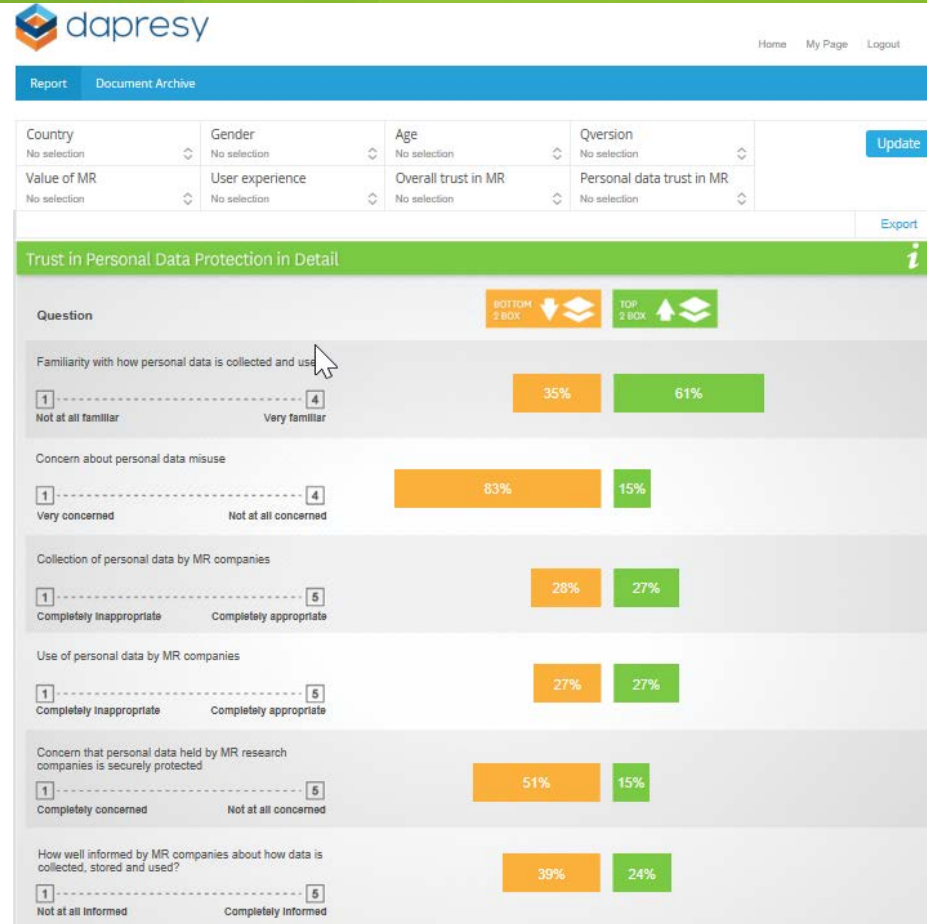 dapresy
Home My Page Logout
Report Document Archive
Country Gender Age Qversion
No selection No selection No selection No selection
Update
Value of MR User experience Overall trust in MR Personal data trust in MR
No selection No selection No selection No selection
Export
Trust in Personal Data Protection in Detail i
Question
BOTTOM
2 BOX
TOP
2 BOX
Familiarity with how personal data is collected and use
1 4
Not at all familiar Very familiar
35% 61%
Concern about personal data misuse
1 4
Very concerned Not at all concerned
83% 15%
Collection of personal data by MR companies
1 5
Completely inappropriate Completely appropriate
28% 27%
Use of personal data by MR companies
1 5
Completely inappropriate Completely appropriate
27% 27%
Concern that personal data held by MR research
companies is securely protected
1 5
Completely concerned Not at all concerned
51% 15%
How well informed by MR companies about how data is
collected, stored and used?
1 5
Not at all informed Completely informed
39% 24%